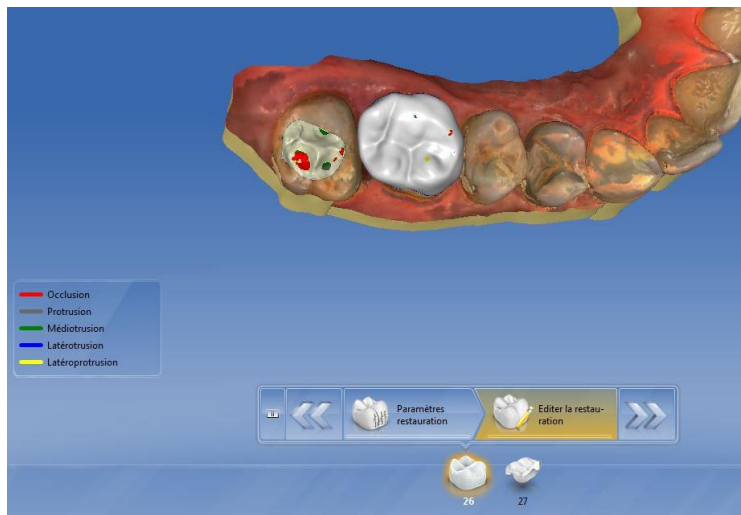 Occlusion
Protrusion
Médiotrusion
Latérotrusion
Latéroprotrusion
Paramètres
restauration
Editer la restau-
ration
26
27